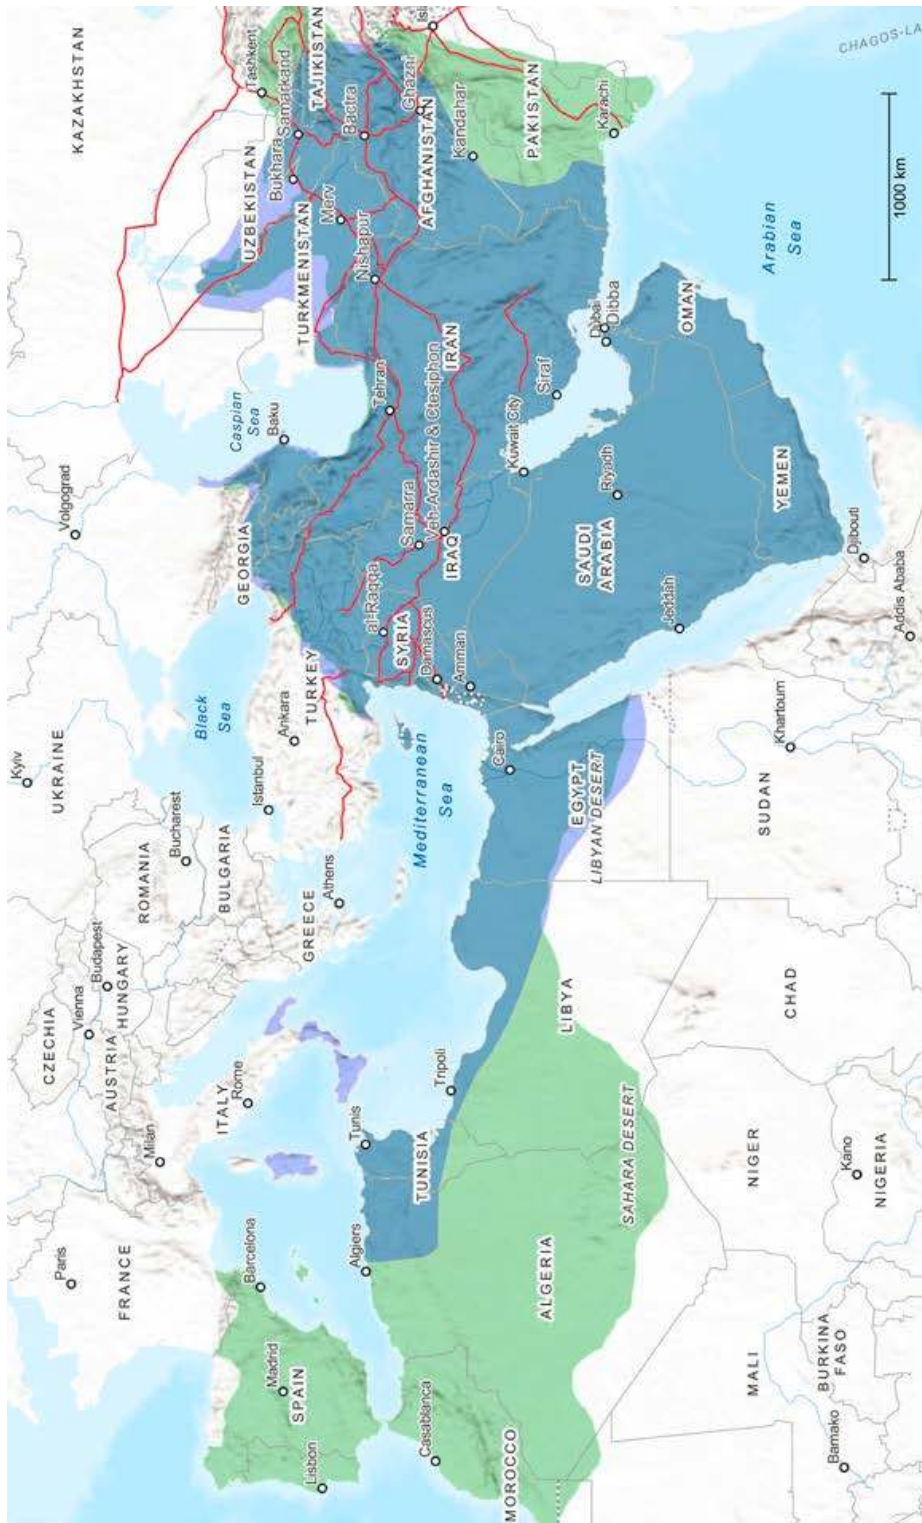 Paris
FRANCE
Milan
Vienna
CZECHIA
AUSTRIA
Budapest
HUNGARY
ROMANIA
Bucharest
BULGARIA
Kyiv
UKRAINE
Volgograd
KAZAKHSTAN
Lisbon
SPAIN
Madrid
Barcelona
ITALY
Rome
GREECE
Athens
Istanbul
Ankara
TURKEY
Black
Sea
GEORGIA
Caspian
Sea
Baku
TURKMENISTAN
UZBEKISTAN
Bukhara
Samarkand
Tashkent
TAJIKISTAN
MOROCCO
Casablanca
Algiers
ALGERIA
Tunis
TUNISIA
Tripoli
Mediterranean
Sea
Cairo
Damascus
SYRIA
al-Raqqa
Amman
Samarra
Veh-Ardashir & Ctesiphon
IRAQ
Tehran
IRAN
Nishapur
Merv
Bactra
AFGHANISTAN
Ghazni
Kandahar
PAKISTAN
Karachi
LIBYA
SAHARA DESERT
EGYPT
LIBYAN DESERT
SAUDI
ARABIA
Kuwait City
Siraf
Riyadh
Jeddah
Dubai
Dibba
OMAN
YEMEN
Arabian
Sea
1000 km
CHAGOS-LA
MALI
Bamako
BURKINA
FASO
NIGER
NIGERIA
Kano
CHAD
SUDAN
Khartoum
Addis Ababa
Djibouti